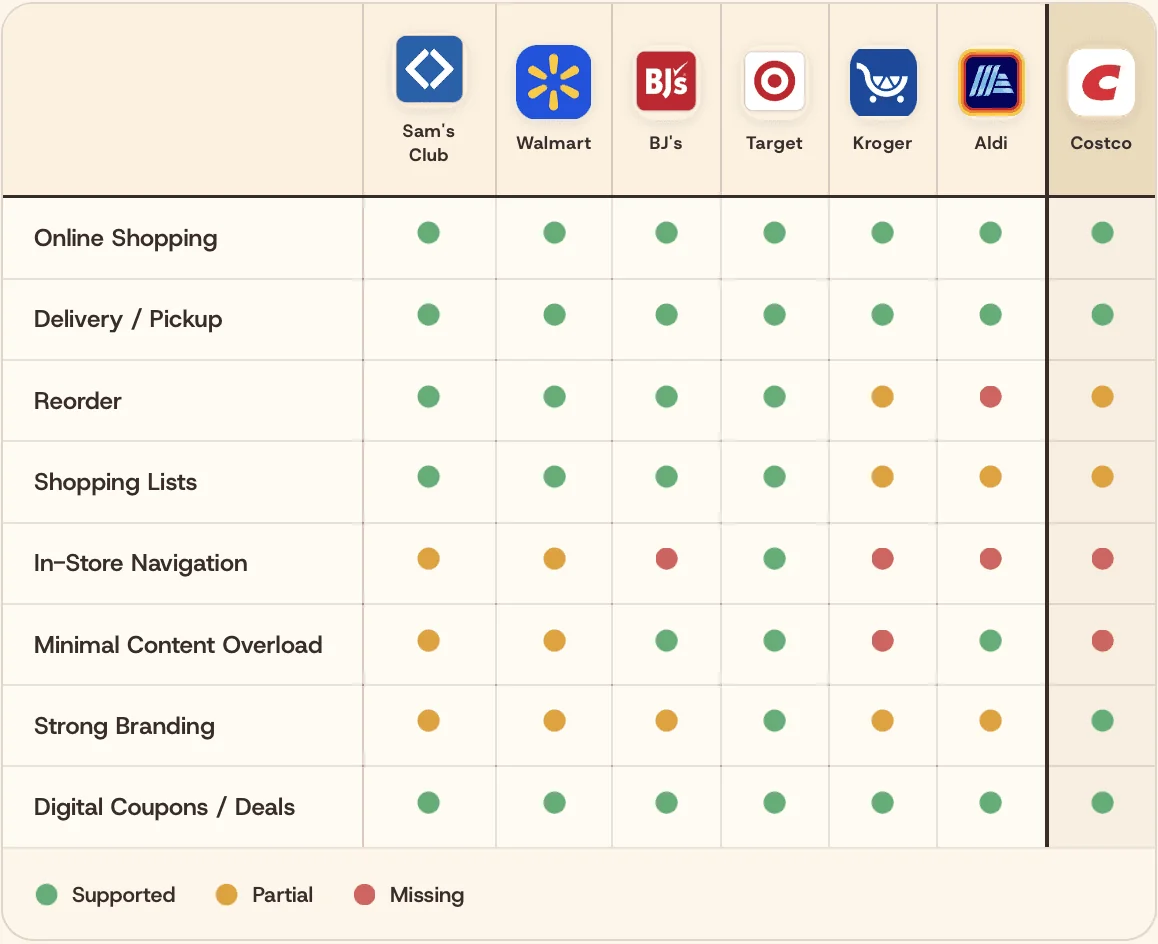 BJ's
Sam's
Club
Walmart
BJ's
Target
Kroger
Aldi
Costco
Online Shopping
Delivery / Pickup
Reorder
Shopping Lists
In-Store Navigation
Minimal Content Overload
Strong Branding
Digital Coupons / Deals
Supported
Partial
Missing